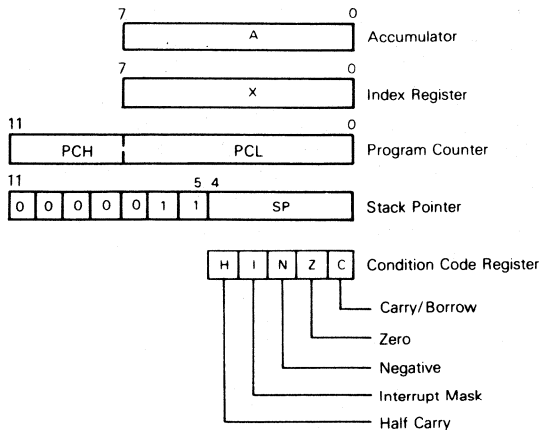 7 0
A Accumulator
7 0
X Index Register
11 0
PCH PCL Program Counter
11 5 4
0 0 0 0 0 1 1 SP Stack Pointer
H I N Z C Condition Code Register
Carry/Borrow
Zero
Negative
Interrupt Mask
Half Carry